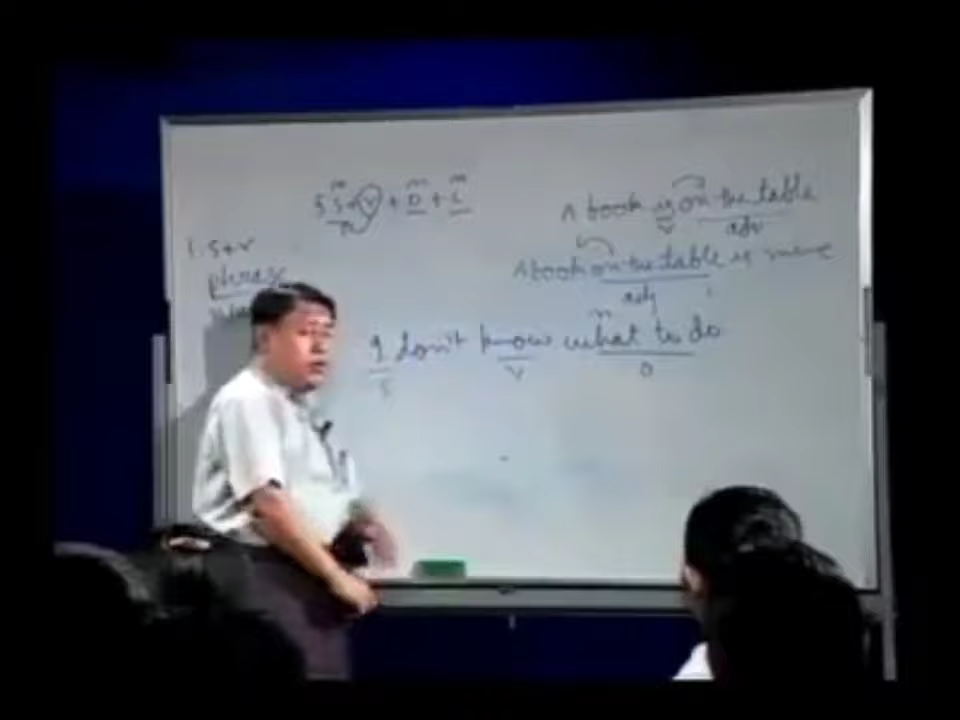 m m m
S S+V + O + C
n
1. S+V
phrase
A book is on the table
V adv
A book on the table is mine
adj
n
I don't know what to do
S V O